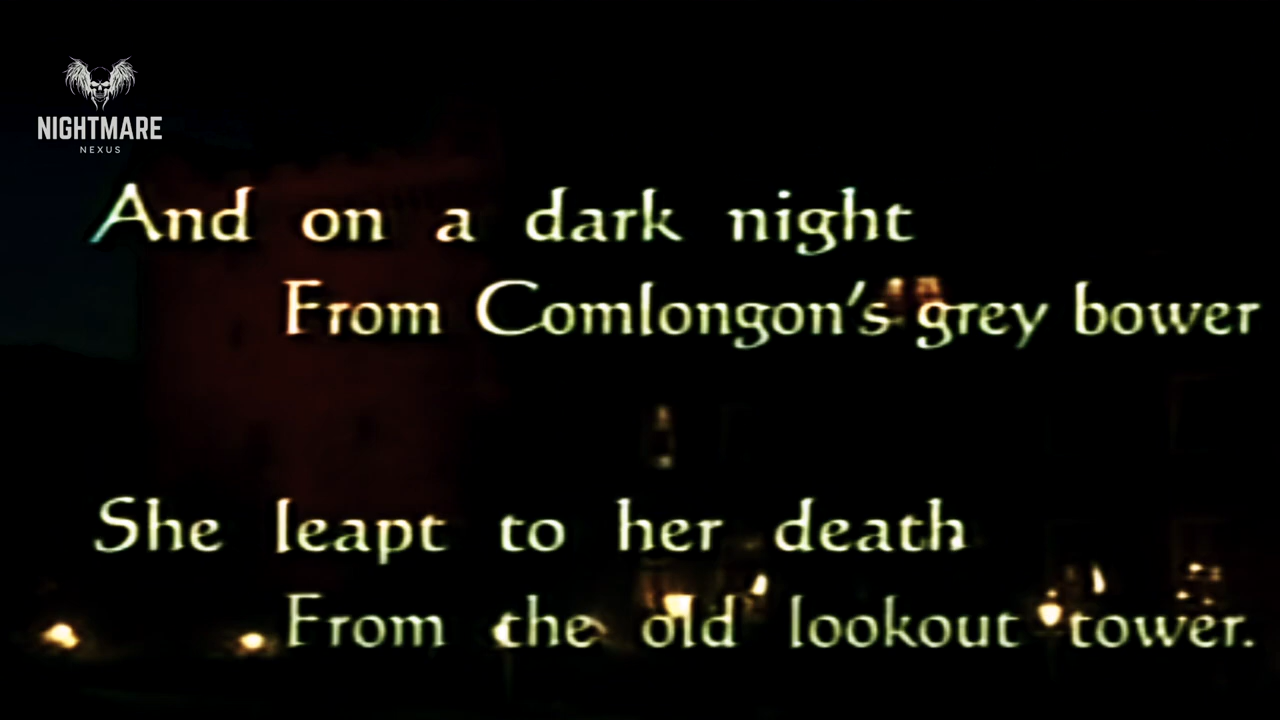 NIGHTMARE
NEXUS
And on a dark night
From Comlongon's grey bower
She leapt to her death
From the old lookout tower.